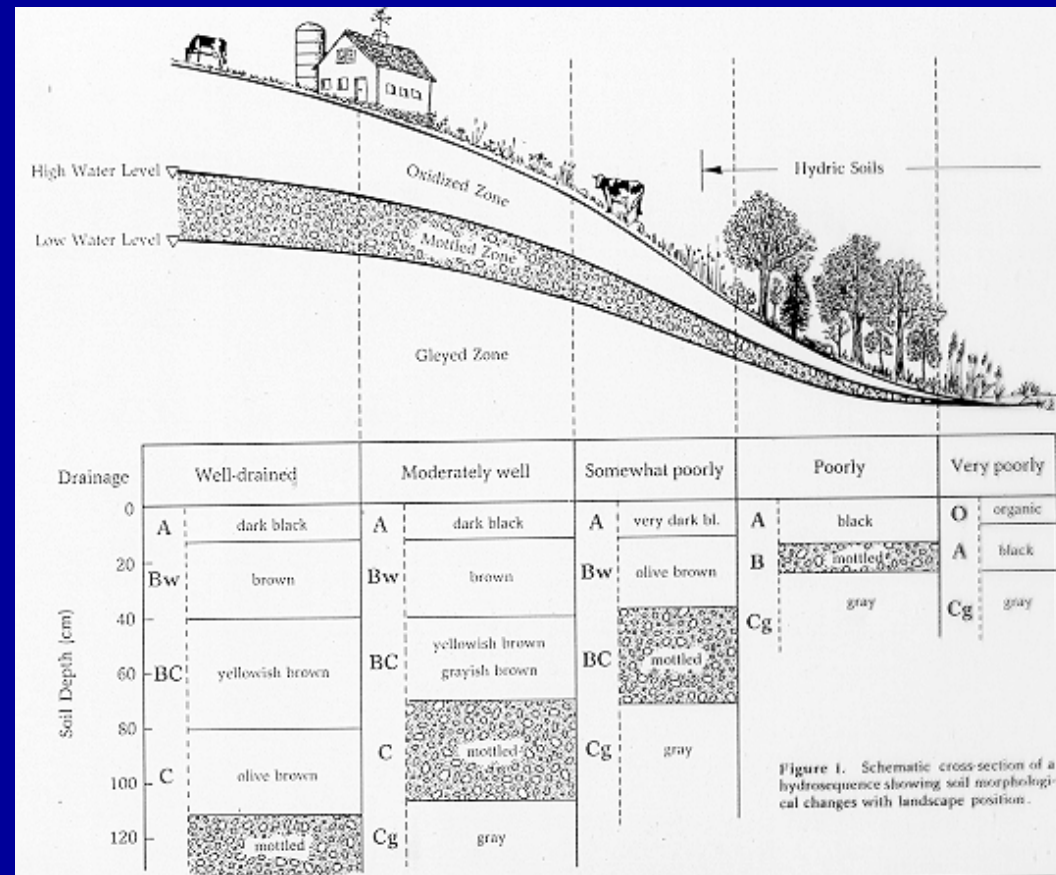 High Water Level
Low Water Level
Oxidized Zone
Mottled Zone
Gleyed Zone
Hydric Soils
Drainage
Well-drained
Moderately well
Somewhat poorly
Poorly
Very poorly
Soil Depth (cm)
0
20
40
60
80
100
120
A
dark black
Bw
brown
BC
yellowish brown
C
olive brown
mottled
A
dark black
Bw
brown
BC
yellowish brown
grayish brown
C
mottled
Cg
gray
A
very dark bl.
Bw
olive brown
BC
mottled
Cg
gray
A
black
B
mottled
Cg
gray
O
organic
A
black
Cg
gray
Figure 1. Schematic cross-section of a
hydrosequence showing soil morphologi-
cal changes with landscape position.